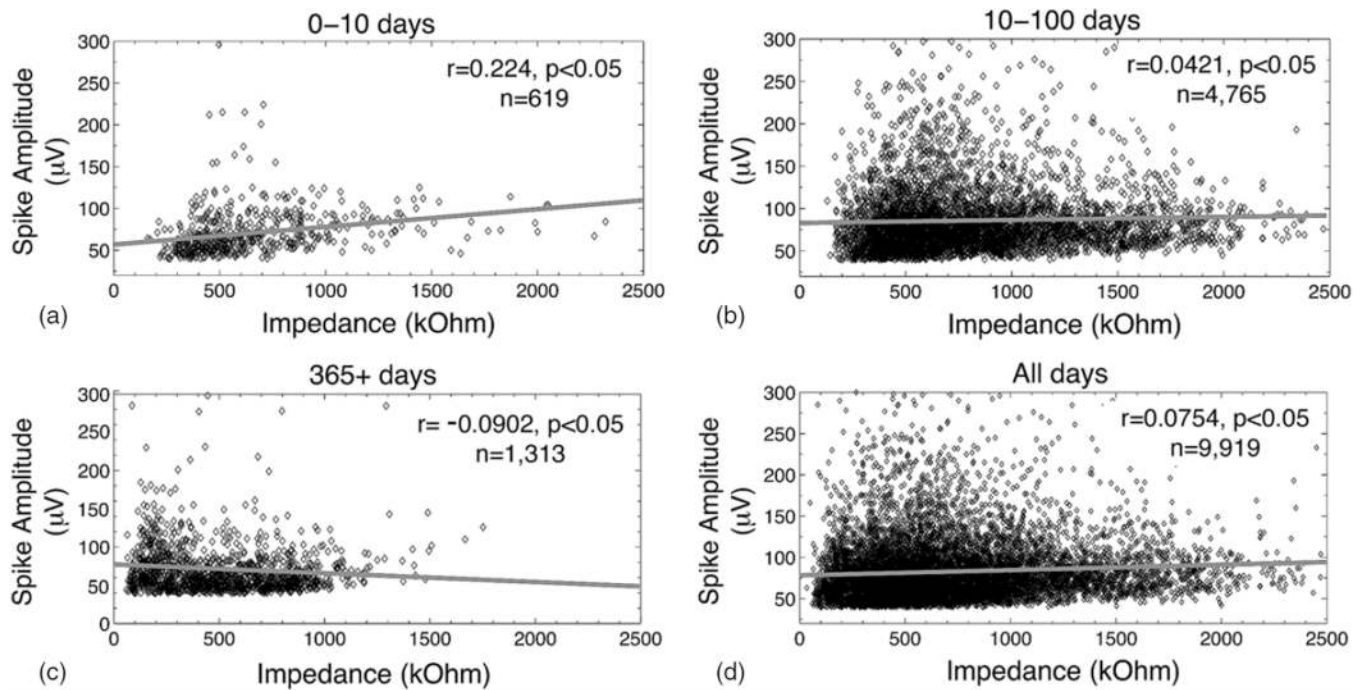 0–10 days
300
250
200
150
100
50
Spike Amplitude
(μV)
r=0.224, p<0.05
n=619
0 500 1000 1500 2000 2500
(a)
Impedance (kOhm)
10–100 days
300
250
200
150
100
50
Spike Amplitude
(μV)
r=0.0421, p<0.05
n=4,765
0 500 1000 1500 2000 2500
(b)
Impedance (kOhm)
365+ days
300
250
200
150
100
50
0
Spike Amplitude
(μV)
r= -0.0902, p<0.05
n=1,313
0 500 1000 1500 2000 2500
(c)
Impedance (kOhm)
All days
300
250
200
150
100
50
Spike Amplitude
(μV)
r=0.0754, p<0.05
n=9,919
0 500 1000 1500 2000 2500
(d)
Impedance (kOhm)